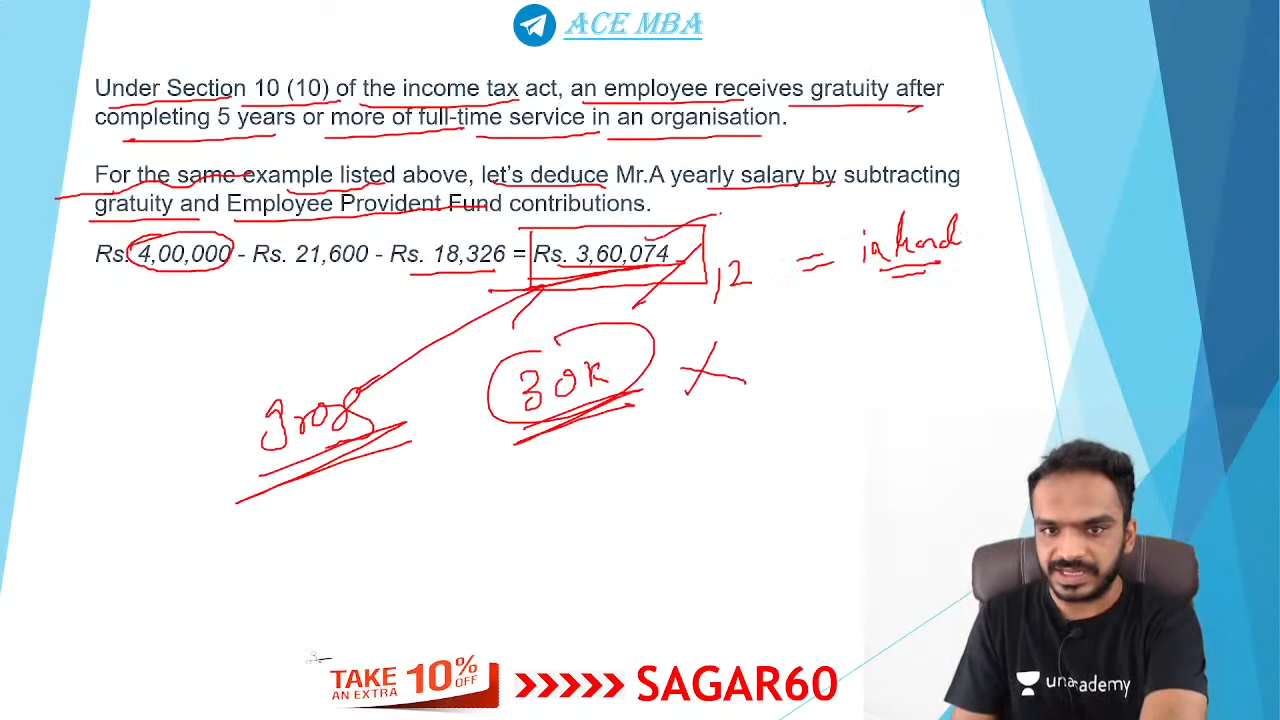 ACE MBA
Under Section 10 (10) of the income tax act, an employee receives gratuity after
completing 5 years or more of full-time service in an organisation.
For the same example listed above, let's deduce Mr.A yearly salary by subtracting
gratuity and Employee Provident Fund contributions.
Rs. 4,00,000 - Rs. 21,600 - Rs. 18,326 = Rs. 3,60,074
12 = in hand
30k
TAKE 10% OFF
AN EXTRA
SAGAR60
unacademy